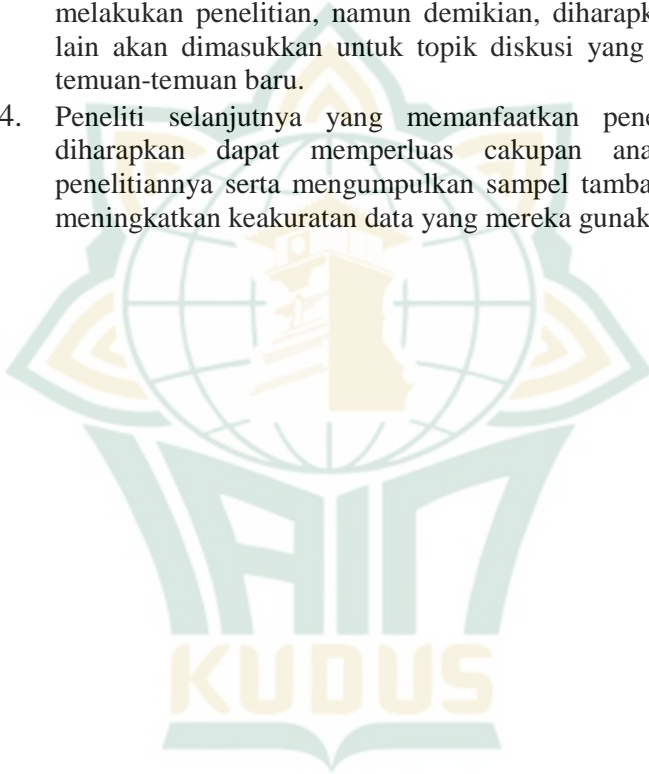 melakukan penelitian, namun demikian, diharapk
lain akan dimasukkan untuk topik diskusi yang
temuan-temuan baru.
4. Peneliti selanjutnya yang memanfaatkan pene
diharapkan dapat memperluas cakupan ana
penelitiannya serta mengumpulkan sampel tamba
meningkatkan keakuratan data yang mereka gunak
IAIN
KUDUS